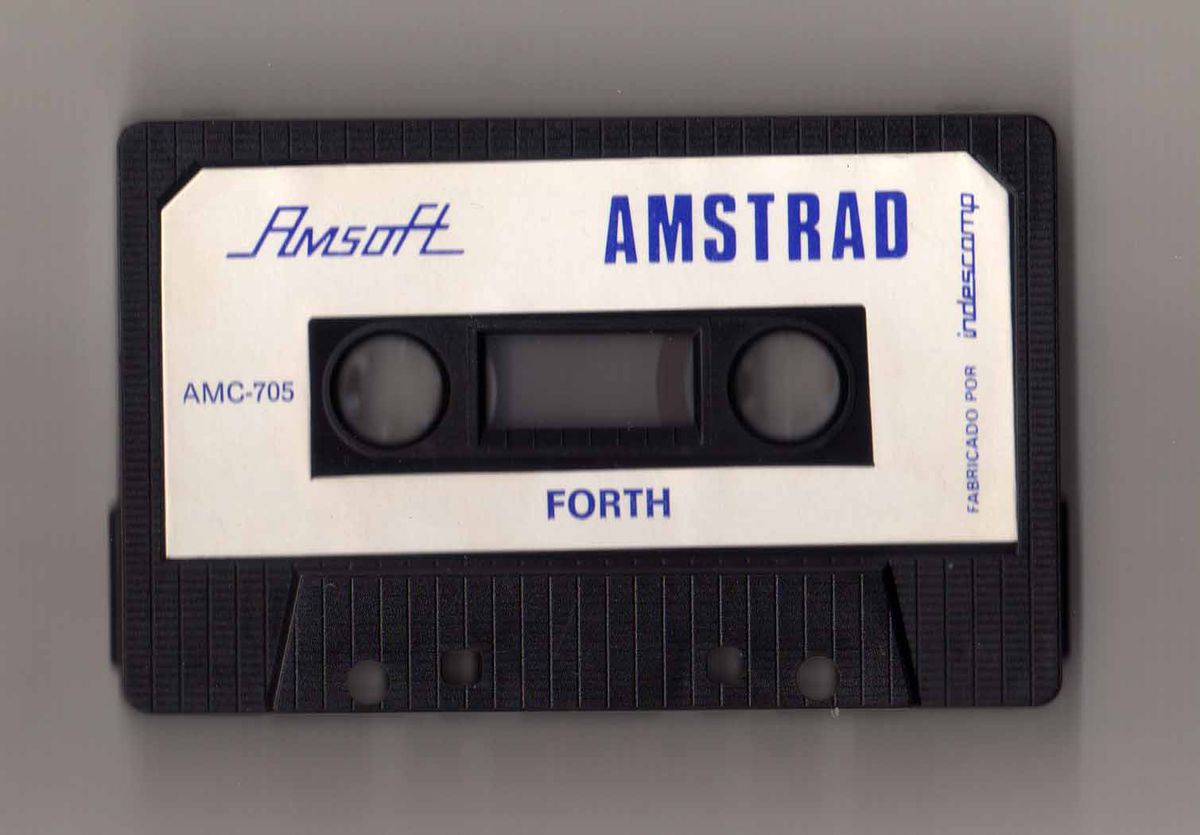 Amsoft
AMSTRAD
AMC-705
FORTH
FABRICADO POR indescomp